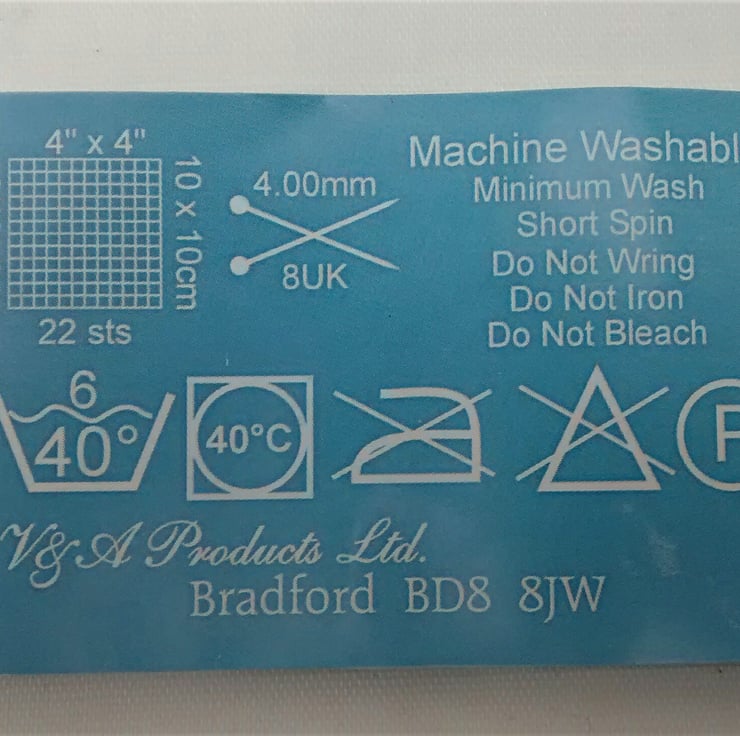 4" x 4"
10 x 10cm
22 sts
4.00mm
8UK
Machine Washabl
Minimum Wash
Short Spin
Do Not Wring
Do Not Iron
Do Not Bleach
6
40°
40°C
P
V&A Products Ltd.
Bradford BD8 8JW